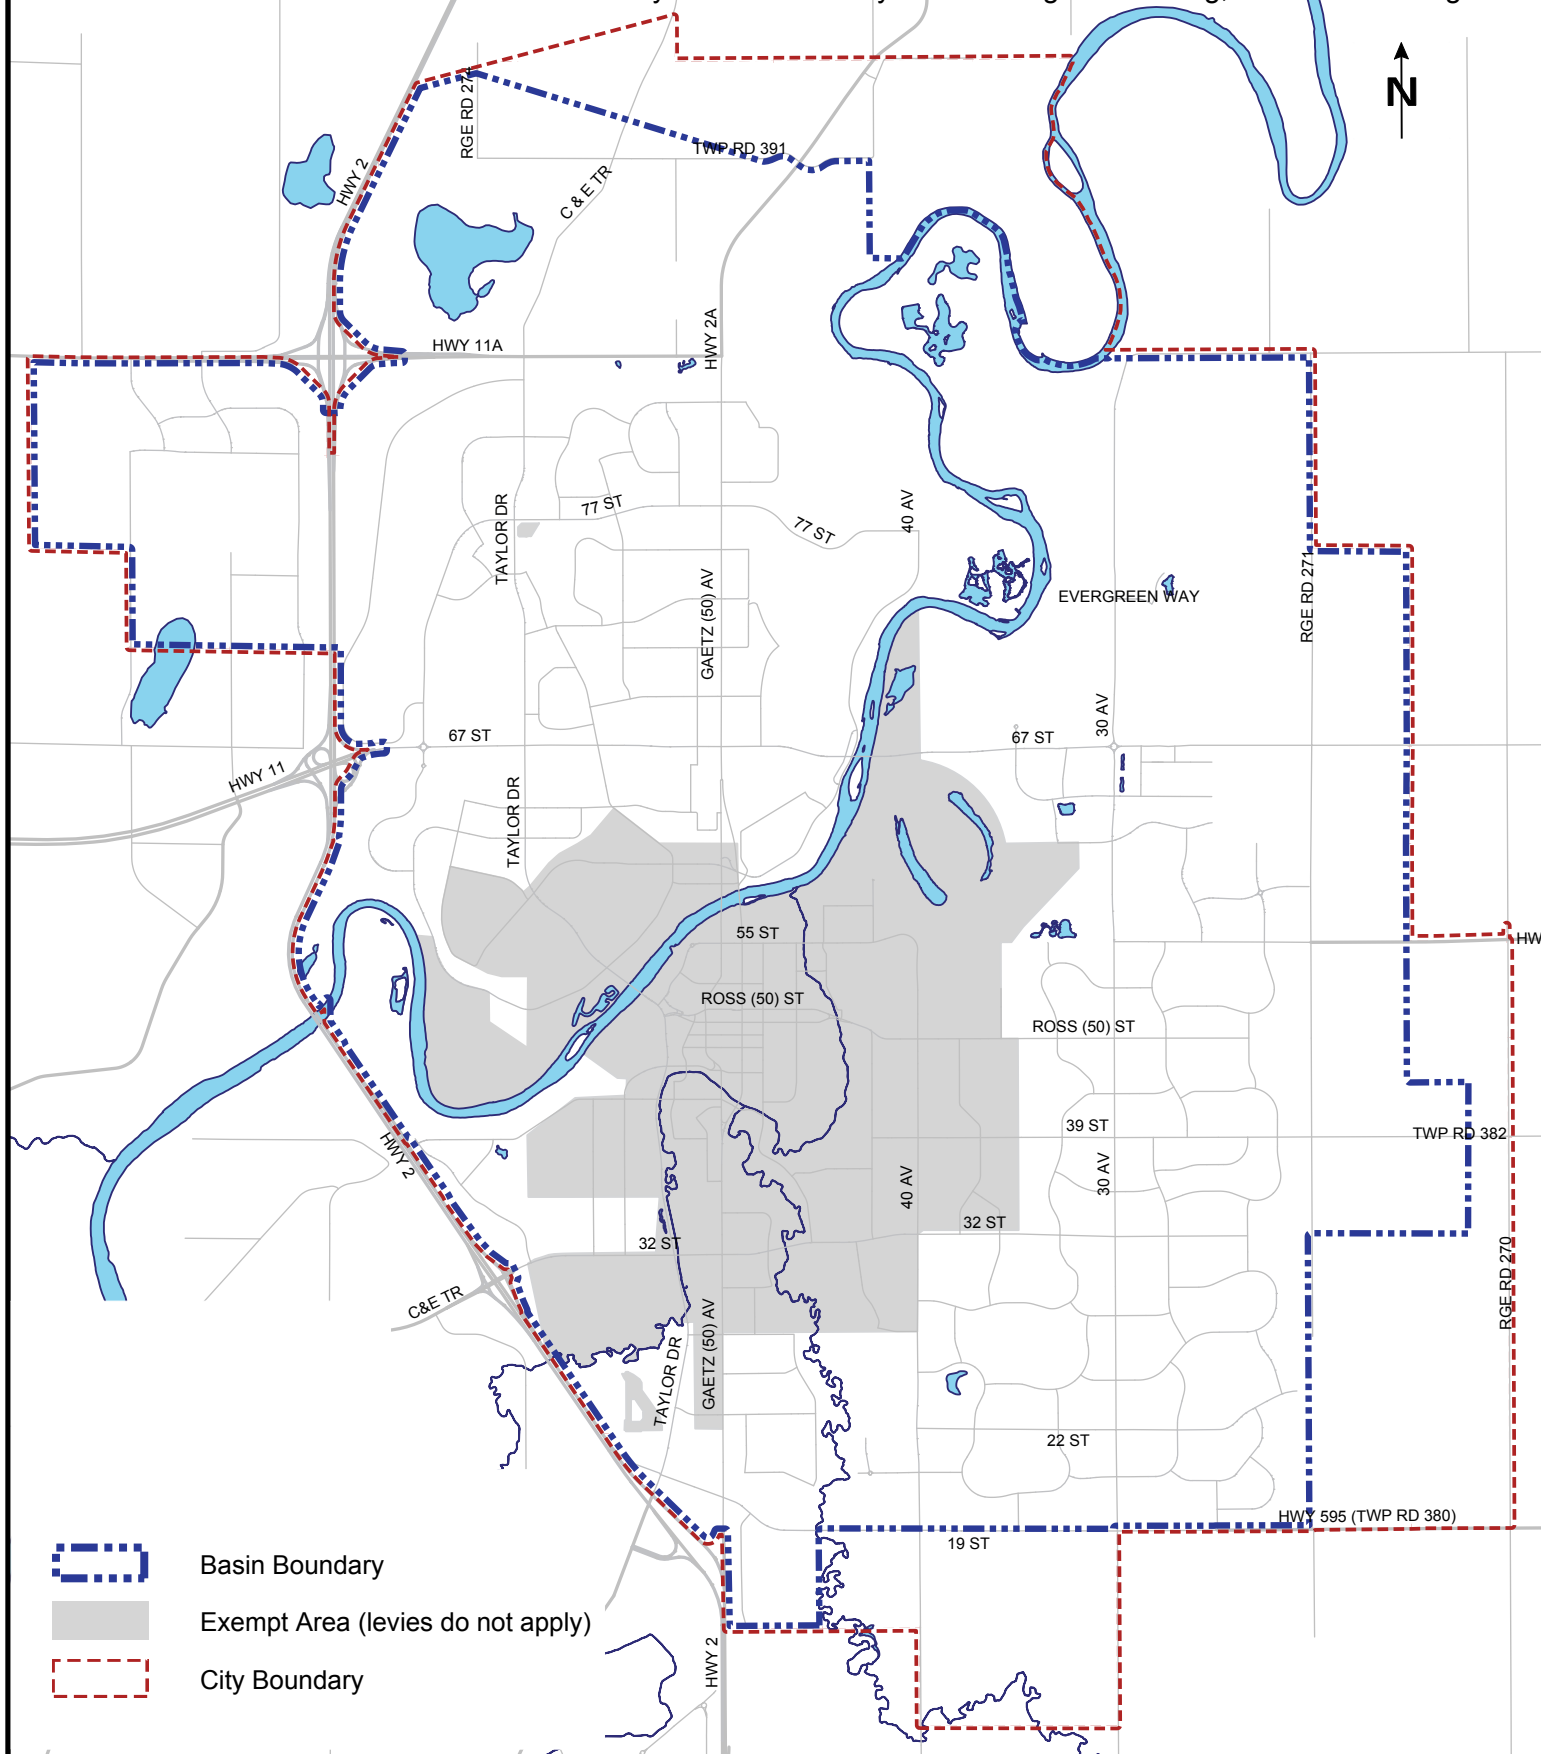 N
RGE RD 274
TWP RD 391
HWY 2
C & E TR
HWY 2A
HWY 11A
TAYLOR DR
77 ST
77 ST
40 AV
GAETZ (50) AV
EVERGREEN WAY
RGE RD 271
30 AV
67 ST
67 ST
HWY 11
TAYLOR DR
55 ST
HW
ROSS (50) ST
ROSS (50) ST
39 ST
TWP RD 382
HWY 2
40 AV
30 AV
32 ST
32 ST
RGE RD 270
C&E TR
GAETZ (50) AV
TAYLOR DR
22 ST
HWY 595 (TWP RD 380)
19 ST
HWY 2
Basin Boundary
Exempt Area (levies do not apply)
City Boundary